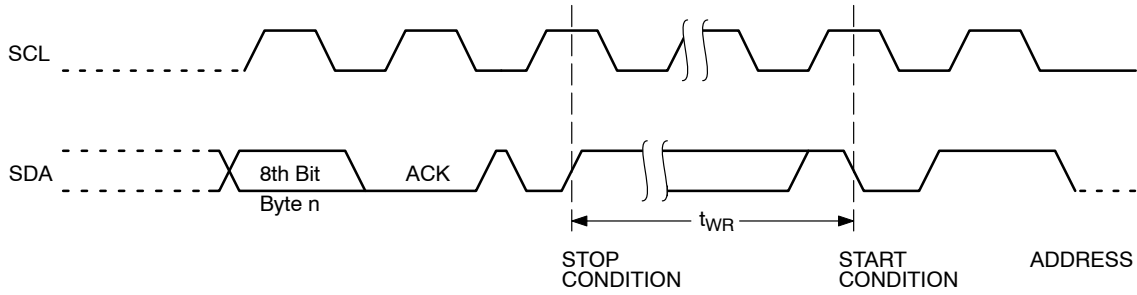 SCL
SDA
8th Bit
Byte n
ACK
tWR
STOP
CONDITION
START
CONDITION
ADDRESS